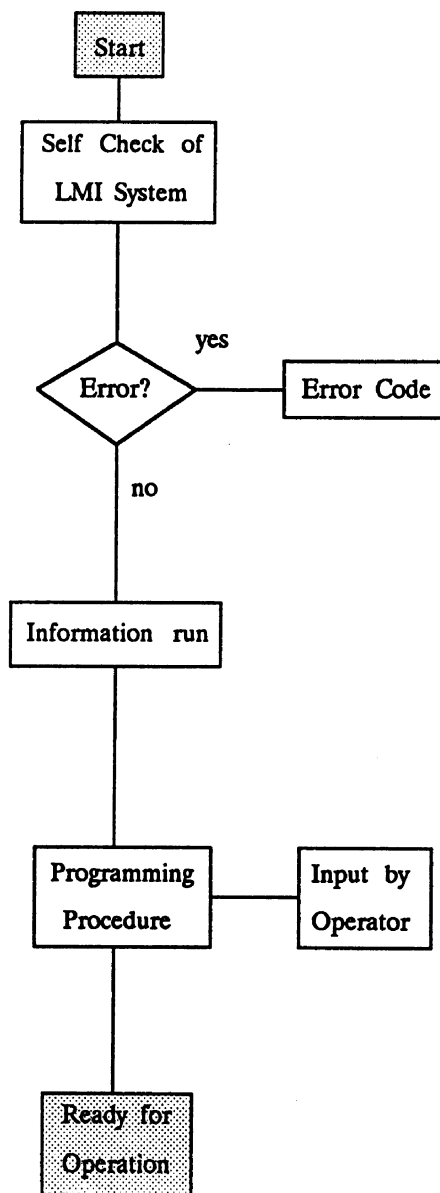 Start
Self Check of
LMI System
yes
Error?
Error Code
no
Information run
Programming
Procedure
Input by
Operator
Ready for
Operation